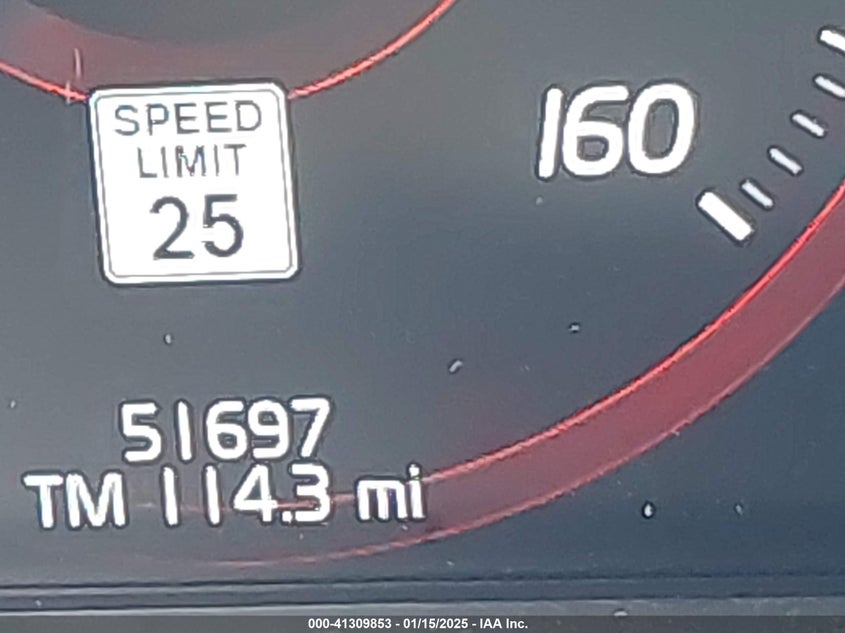 SPEED
LIMIT
25
160
51697
TM 114.3 mi
000-41309853 - 01/15/2025 - IAA Inc.